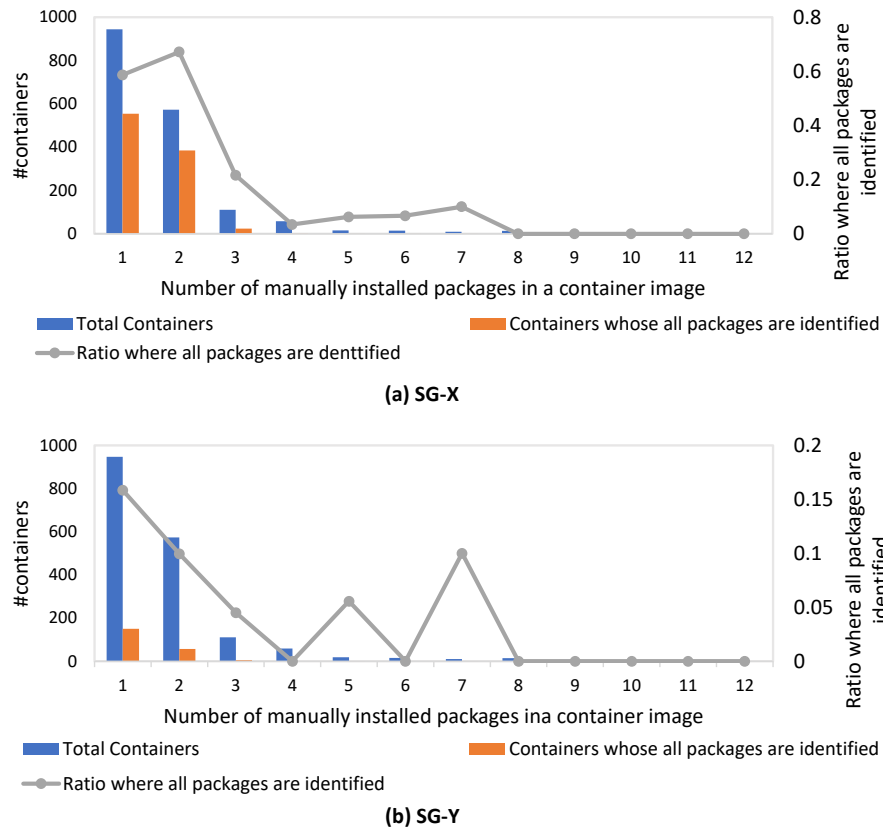 1000
800
600
400
200
0
#containers
0.8
0.6
0.4
0.2
0
Ratio where all packages are
identified
1 2 3 4 5 6 7 8 9 10 11 12
Number of manually installed packages in a container image
Total Containers
Containers whose all packages are identified
Ratio where all packages are denttified
(a) SG-X
1000
800
600
400
200
0
#containers
0.2
0.15
0.1
0.05
0
Ratio where all packages are
identified
1 2 3 4 5 6 7 8 9 10 11 12
Number of manually installed packages ina container image
Total Containers
Containers whose all packages are identified
Ratio where all packages are identified
(b) SG-Y